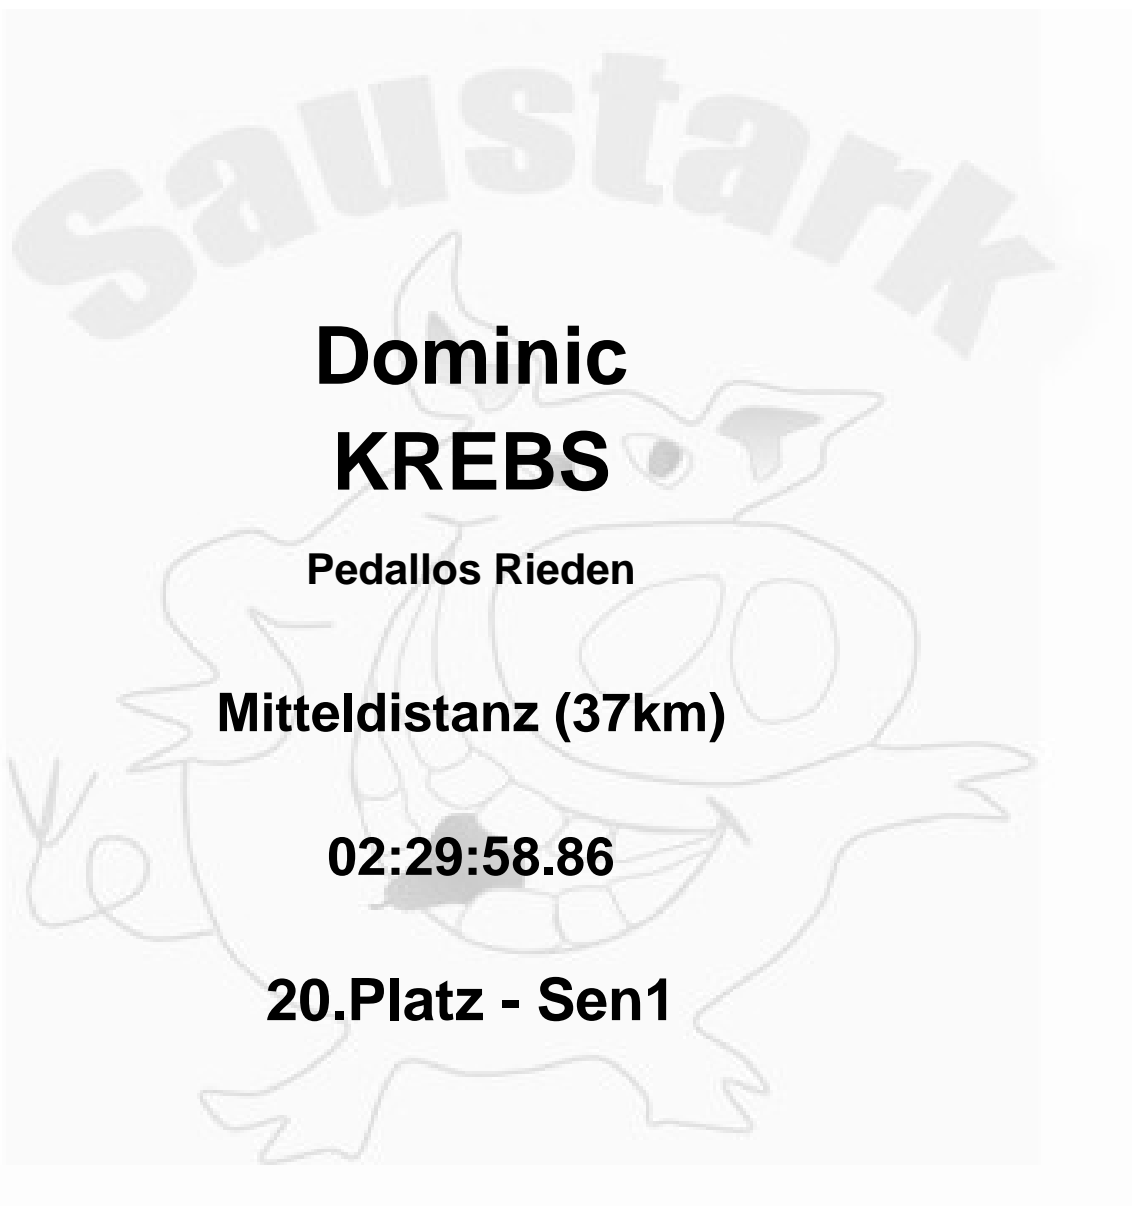 Saustark
Dominic
KREBS
Pedallos Rieden
Mitteldistanz (37km)
02:29:58.86
20.Platz - Sen1